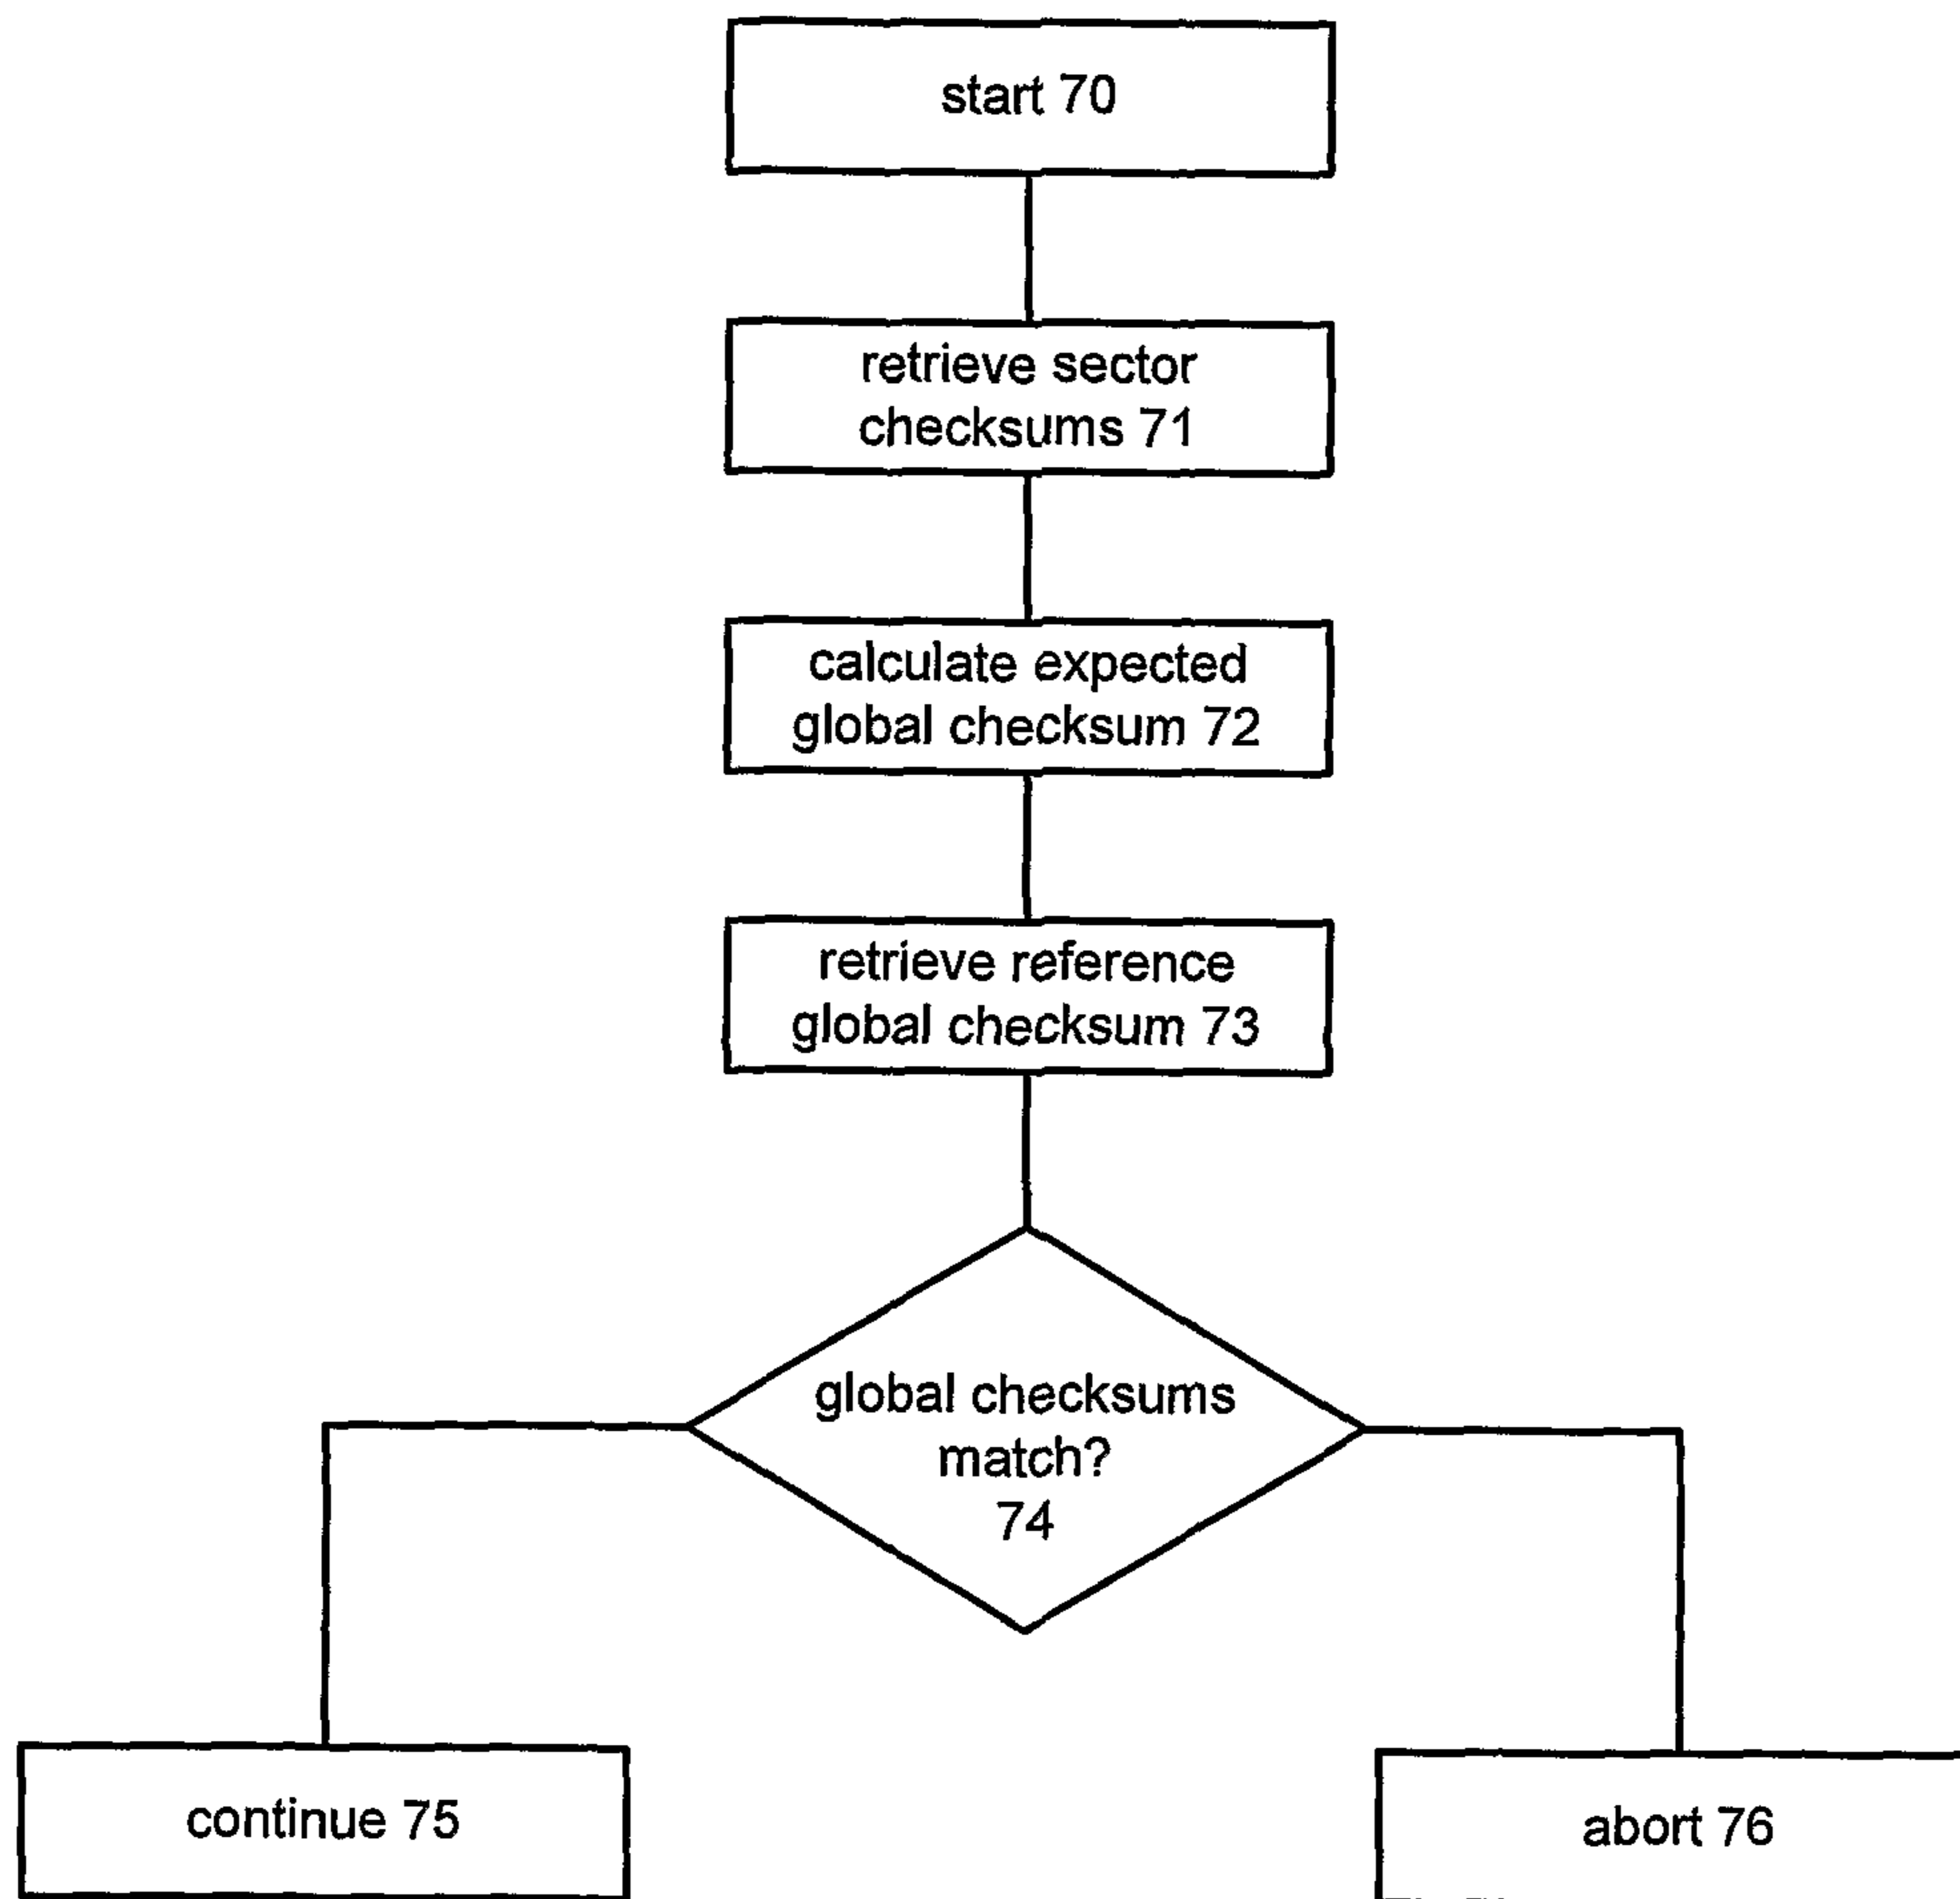 start 70
retrieve sector
checksums 71
calculate expected
global checksum 72
retrieve reference
global checksum 73
global checksums
match?
74
continue 75
abort 76